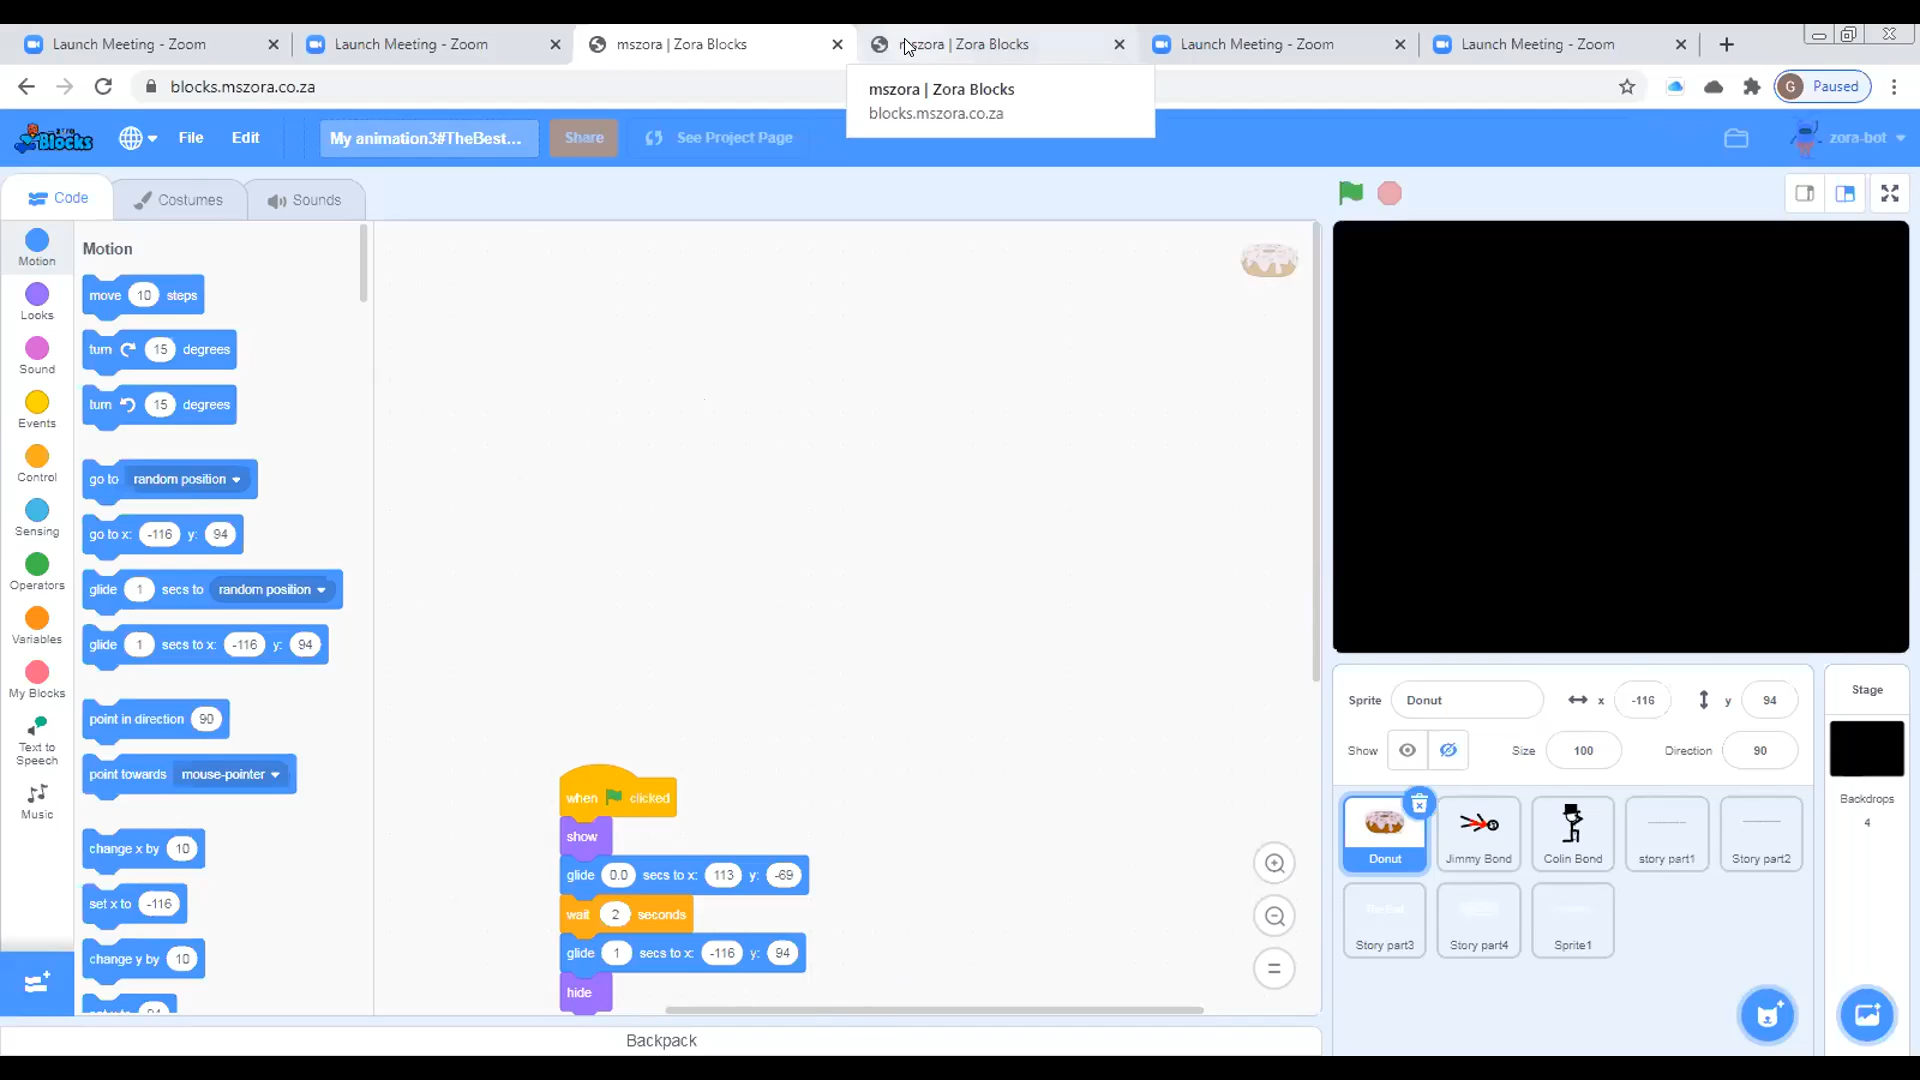 Launch Meeting - Zoom
Launch Meeting - Zoom
mszora | Zora Blocks
szora | Zora Blocks
Launch Meeting - Zoom
Launch Meeting - Zoom
blocks.mszora.co.za
mszora | Zora Blocks
blocks.mszora.co.za
G Paused
Blocks
File
Edit
My animation3#TheBest...
Share
See Project Page
zora-bot
Code
Costumes
Sounds
Motion
Looks
Sound
Events
Control
Sensing
Operators
Variables
My Blocks
Text to
Speech
Music
Motion
move 10 steps
turn 15 degrees
turn 15 degrees
go to random position
go to x: -116 y: 94
glide 1 secs to random position
glide 1 secs to x: -116 y: 94
point in direction 90
point towards mouse-pointer
change x by 10
set x to -116
change y by 10
when clicked
show
glide 0.0 secs to x: 113 y: -69
wait 2 seconds
glide 1 secs to x: -116 y: 94
hide
Backpack
Sprite Donut x -116 y 94
Show Size 100 Direction 90
Donut
Jimmy Bond
Colin Bond
story part1
Story part2
The End
Story part3
Story part4
Sprite1
Stage
Backdrops
4